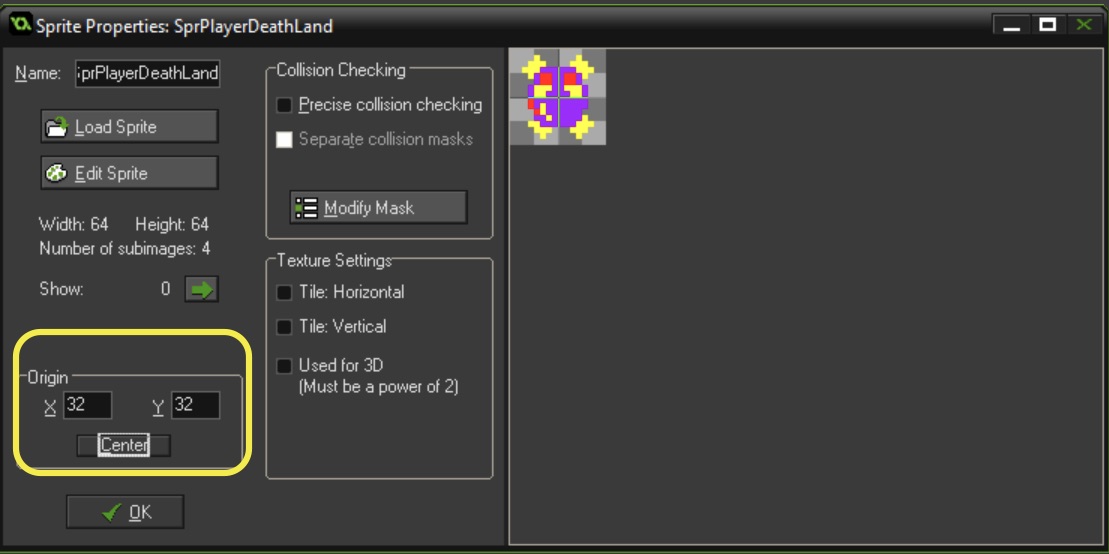 Sprite Properties: SprPlayerDeathLand
Name: prPlayerDeathLand
Load Sprite
Edit Sprite
Width: 64 Height: 64
Number of subimages: 4
Show: 0
Origin
X 32 Y 32
Center
OK
Collision Checking
Precise collision checking
Separate collision masks
Modify Mask
Texture Settings
Tile: Horizontal
Tile: Vertical
Used for 3D
(Must be a power of 2)